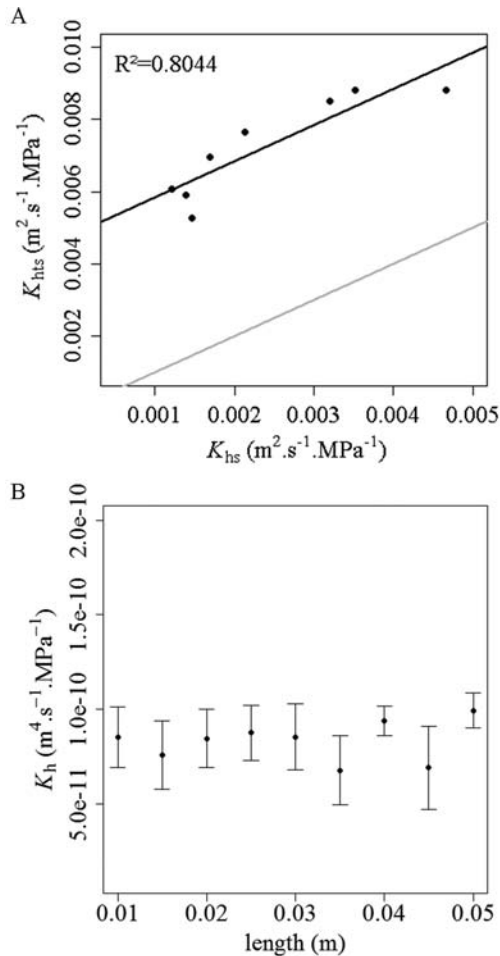 A
R²=0.8044
0.010
0.008
0.006
0.004
0.002
K_hts (m².s⁻¹.MPa⁻¹)
0.001 0.002 0.003 0.004 0.005
K_hs (m².s⁻¹.MPa⁻¹)
B
2.0e-10
1.5e-10
1.0e-10
5.0e-11
K_h (m⁴.s⁻¹.MPa⁻¹)
0.01 0.02 0.03 0.04 0.05
length (m)